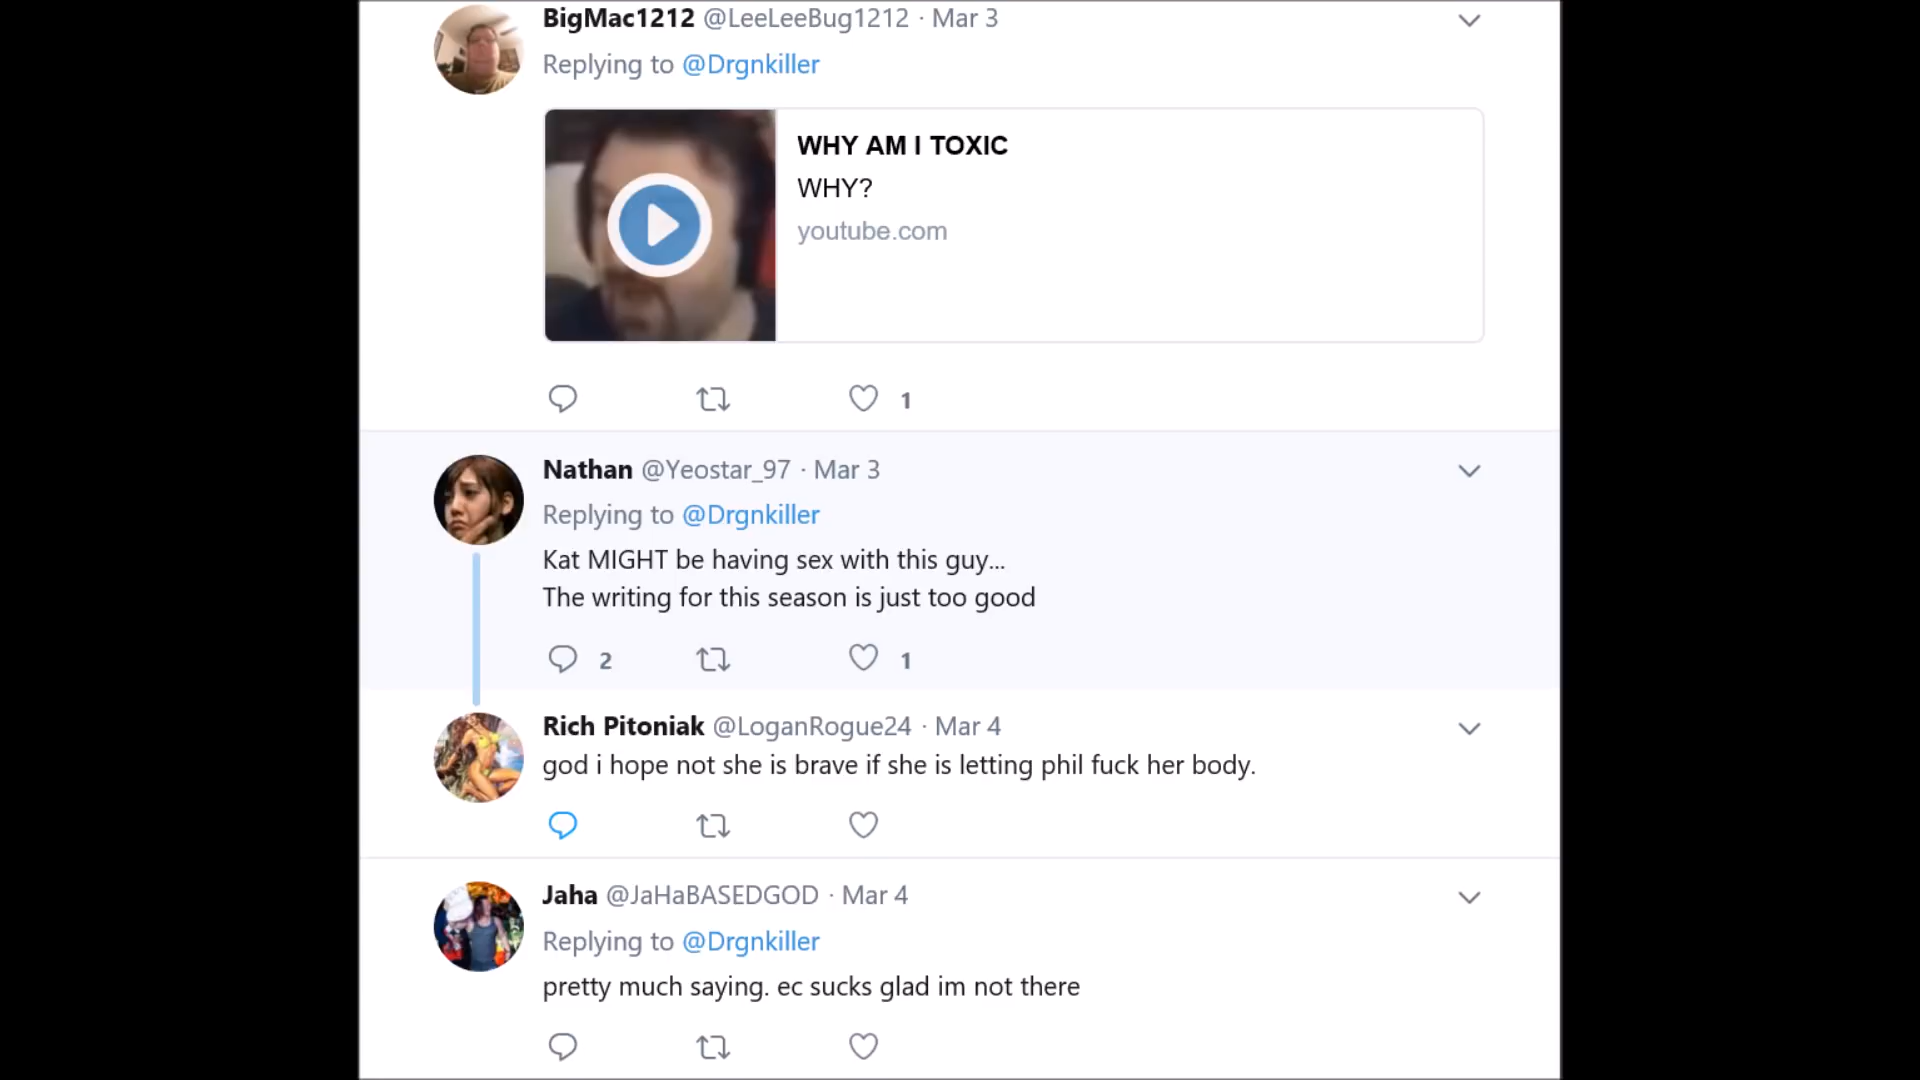 BigMac1212 @LeeLeeBug1212 · Mar 3
Replying to @Drgnkiller
WHY AM I TOXIC
WHY?
youtube.com
1
Nathan @Yeostar_97 · Mar 3
Replying to @Drgnkiller
Kat MIGHT be having sex with this guy...
The writing for this season is just too good
2 1
Rich Pitoniak @LoganRogue24 · Mar 4
god i hope not she is brave if she is letting phil fuck her body.
Jaha @JaHaBASEDGOD · Mar 4
Replying to @Drgnkiller
pretty much saying. ec sucks glad im not there